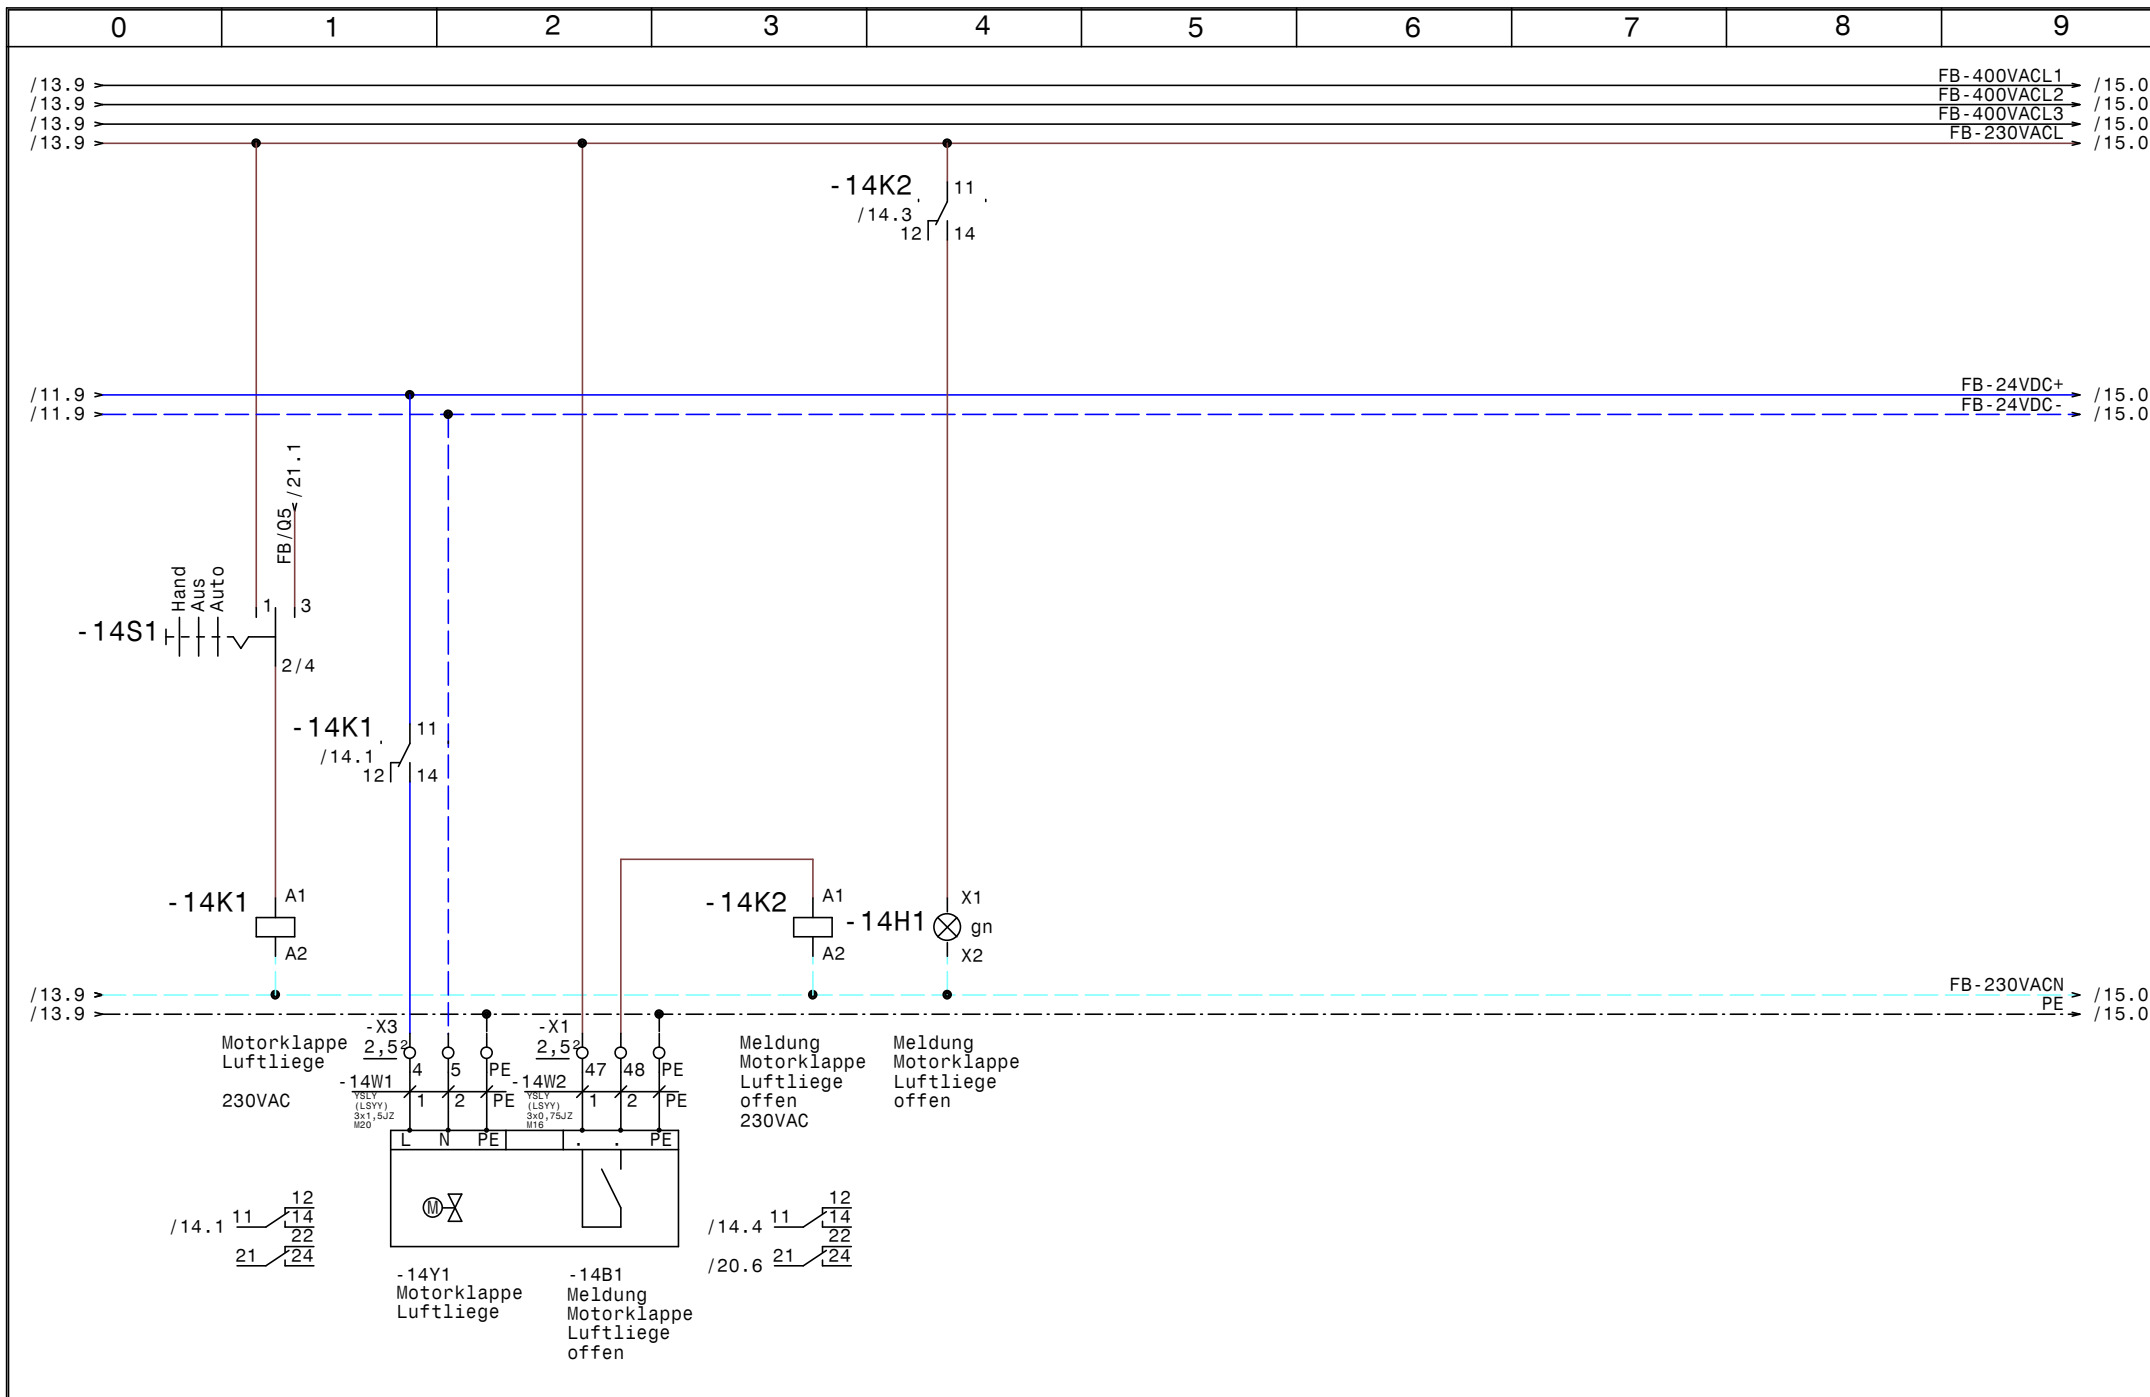 0 1 2 3 4 5 6 7 8 9
/13.9 FB-400VACL1 /15.0
/13.9 FB-400VACL2 /15.0
/13.9 FB-400VACL3 /15.0
/13.9 FB-230VACL /15.0
-14K2 11
/14.3
12 14
/11.9 FB-24VDC+ /15.0
/11.9 FB-24VDC- /15.0
FB/Q5 /21.1
Hand
Aus
Auto
1 3
-14S1
2/4
-14K1 11
/14.1
12 14
-14K1 A1
A2
-14K2 A1
A2
-14H1 X1
gn
X2
/13.9 FB-230VACN /15.0
/13.9 PE /15.0
Motorklappe
Luftliege
230VAC
-X3
2,5²
4 5 PE
-14W1
YSLY
(LSYY)
3x1,5JZ
M20
1 2 PE
-X1
2,5²
47 48 PE
-14W2
YSLY
(LSYY)
3x0,75JZ
M16
1 2 PE
Meldung
Motorklappe
Luftliege
offen
230VAC
Meldung
Motorklappe
Luftliege
offen
L N PE . . PE
M
12
/14.1 11 14
22
21 24
12
/14.4 11 14
22
/20.6 21 24
-14Y1
Motorklappe
Luftliege
-14B1
Meldung
Motorklappe
Luftliege
offen